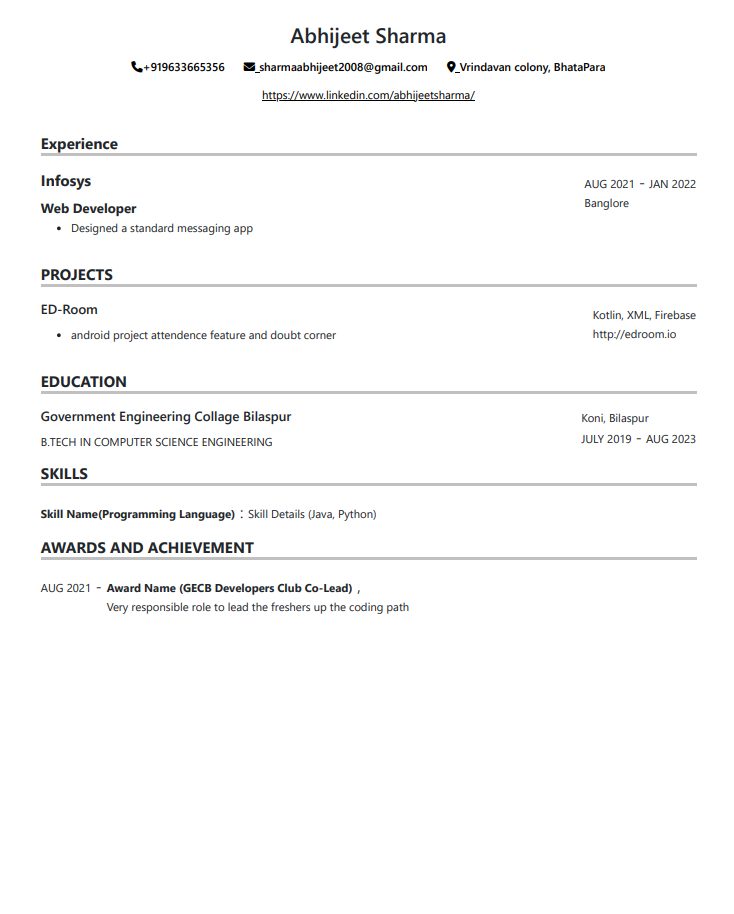 Abhijeet Sharma
+919633665356 _sharmaabhijeet2008@gmail.com _Vrindavan colony, BhataPara
https://www.linkedin.com/abhijeetsharma/
Experience
Infosys
AUG 2021 - JAN 2022
Web Developer
Banglore
• Designed a standard messaging app
PROJECTS
ED-Room
Kotlin, XML, Firebase
• android project attendence feature and doubt corner
http://edroom.io
EDUCATION
Government Engineering Collage Bilaspur
Koni, Bilaspur
B.TECH IN COMPUTER SCIENCE ENGINEERING
JULY 2019 - AUG 2023
SKILLS
Skill Name(Programming Language) : Skill Details (Java, Python)
AWARDS AND ACHIEVEMENT
AUG 2021 - Award Name (GECB Developers Club Co-Lead) ,
Very responsible role to lead the freshers up the coding path